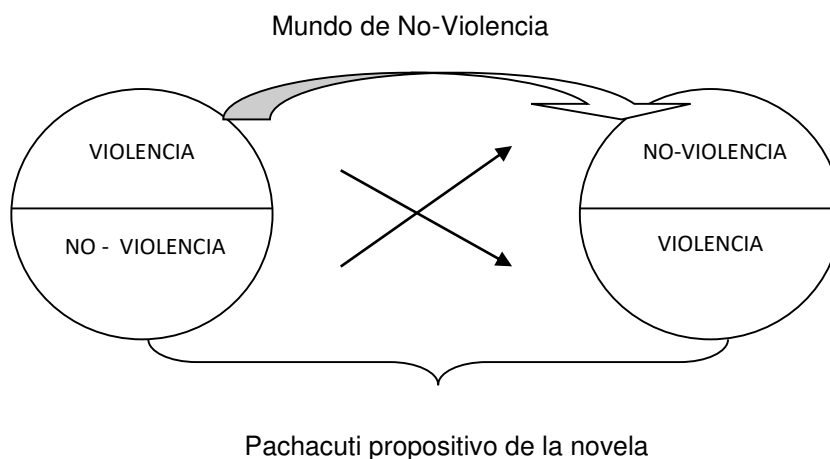 Mundo de No-Violencia
VIOLENCIA
NO - VIOLENCIA
NO-VIOLENCIA
VIOLENCIA
Pachacuti propositivo de la novela